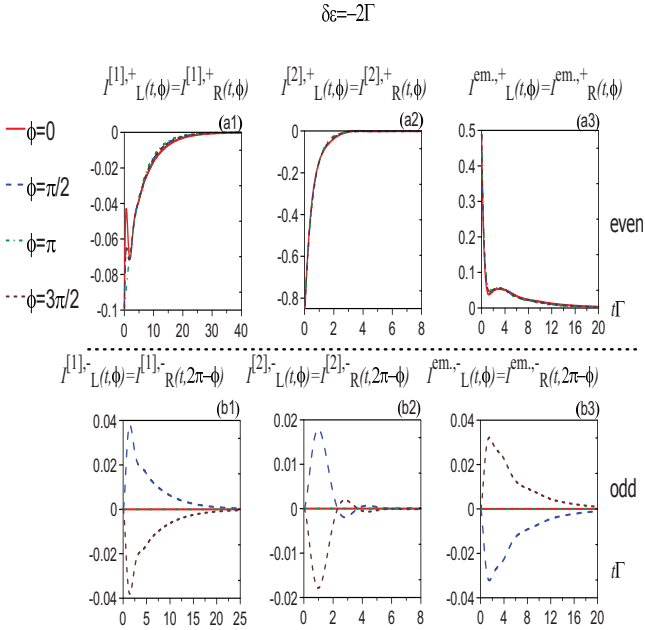 δε=−2Γ
I[1],+L(t,ϕ)=I[1],+R(t,ϕ) I[2],+L(t,ϕ)=I[2],+R(t,ϕ) Iem.,+L(t,ϕ)=Iem.,+R(t,ϕ)
ϕ=0
ϕ=π/2
ϕ=π
ϕ=3π/2
(a1)
0
-0.02
-0.04
-0.06
-0.08
-0.1
0 10 20 30 40
(a2)
0
-0.2
-0.4
-0.6
-0.8
0 2 4 6 8
(a3)
0.5
0.4
0.3
0.2
0.1
0
0 4 8 12 16 20
even
tΓ
I[1],-L(t,ϕ)=I[1],-R(t,2π-ϕ) I[2],-L(t,ϕ)=I[2],-R(t,2π-ϕ) Iem.,-L(t,ϕ)=Iem.,-R(t,2π-ϕ)
(b1)
0.04
0.02
0
-0.02
-0.04
0 5 10 15 20 25
(b2)
0.02
0.01
0.00
-0.01
-0.02
0 2 4 6 8
(b3)
0.04
0.02
0
-0.02
-0.04
0 4 8 12 16 20
odd
tΓ